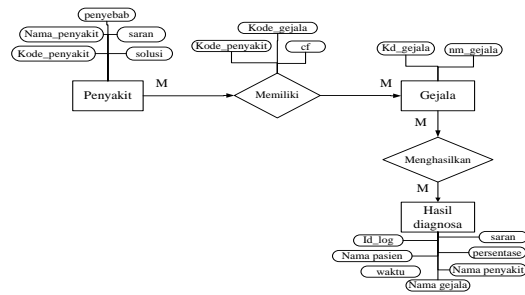 penyebab
Nama_penyakit
saran
Kode_penyakit
solusi
Kode_gejala
Kode_penyakit
cf
Kd_gejala
nm_gejala
Penyakit
M
Memiliki
M
Gejala
M
Menghasilkan
M
Hasil
diagnosa
Id_log
saran
Nama pasien
persentase
waktu
Nama penyakit
Nama gejala